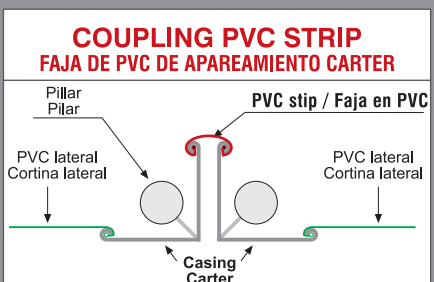 COUPLING PVC STRIP
FAJA DE PVC DE APAREAMIENTO CARTER
Pillar
Pilar
PVC stip / Faja en PVC
PVC lateral
Cortina lateral
PVC lateral
Cortina lateral
Casing
Carter